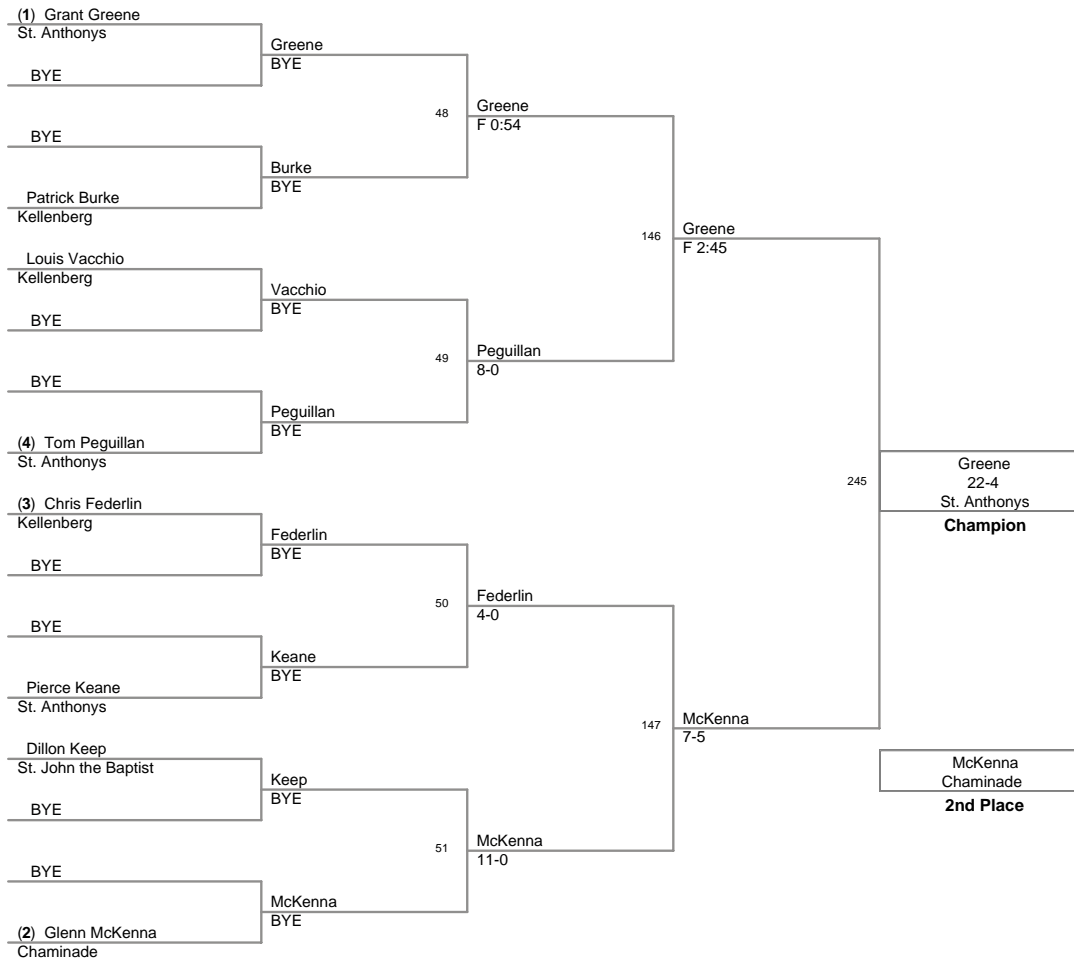 (1) Grant Greene
St. Anthonys
BYE
BYE
Patrick Burke
Kellenberg
Louis Vacchio
Kellenberg
BYE
BYE
(4) Tom Peguillan
St. Anthonys
(3) Chris Federlin
Kellenberg
BYE
BYE
Pierce Keane
St. Anthonys
Dillon Keep
St. John the Baptist
BYE
BYE
(2) Glenn McKenna
Chaminade
Greene
BYE
48
Burke
BYE
Vacchio
BYE
49
Peguillan
BYE
Federlin
BYE
50
Keane
BYE
Keep
BYE
51
McKenna
BYE
Greene
F 0:54
146
Peguillan
8-0
Federlin
4-0
147
McKenna
11-0
Greene
F 2:45
245
McKenna
7-5
Greene
22-4
St. Anthonys
Champion
McKenna
Chaminade
2nd Place